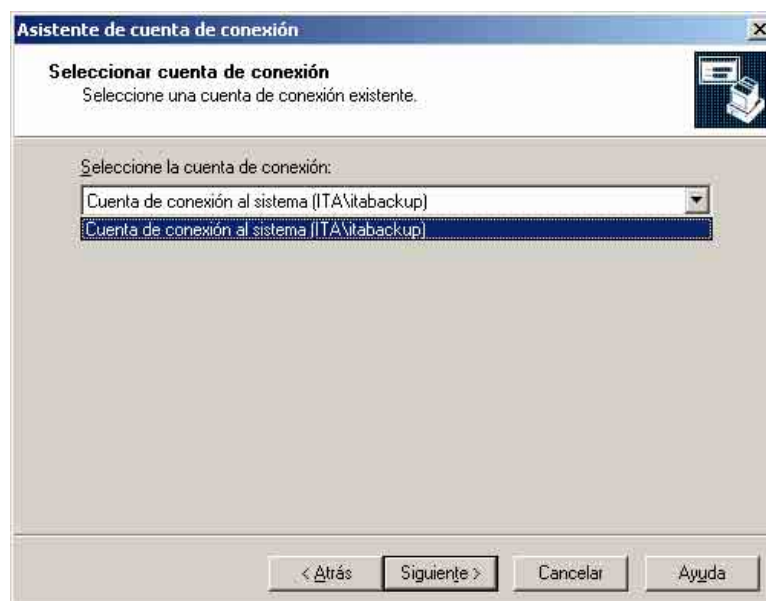 Asistente de cuenta de conexión
Seleccionar cuenta de conexión
Seleccione una cuenta de conexión existente.
Seleccione la cuenta de conexión:
Cuenta de conexión al sistema (ITA\itabackup)
Cuenta de conexión al sistema (ITA\itabackup)
< Atrás Siguiente > Cancelar Ayuda